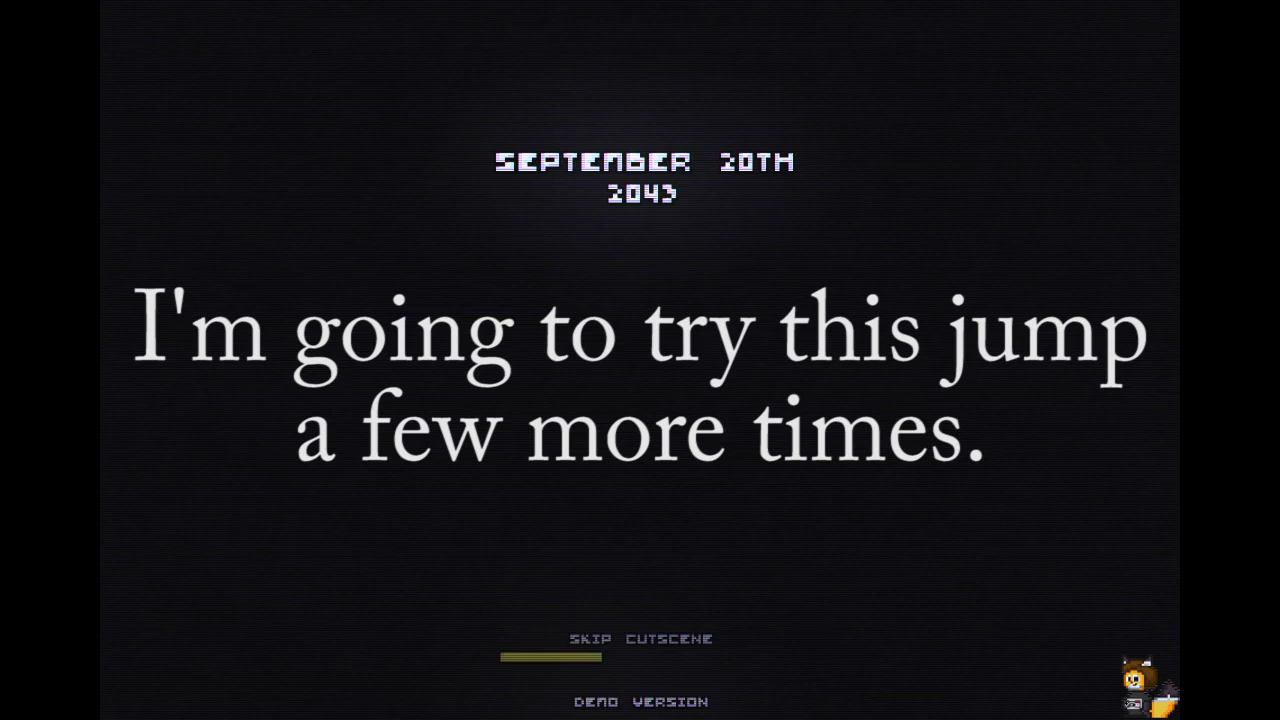 SEPTEMBER 20TH
2043
I'm going to try this jump
a few more times.
SKIP CUTSCENE
DEMO VERSION